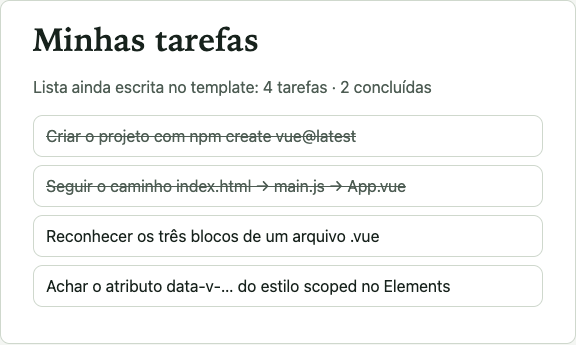 Minhas tarefas
Lista ainda escrita no template: 4 tarefas · 2 concluídas
Criar o projeto com npm create vue@latest
Seguir o caminho index.html → main.js → App.vue
Reconhecer os três blocos de um arquivo .vue
Achar o atributo data-v-... do estilo scoped no Elements